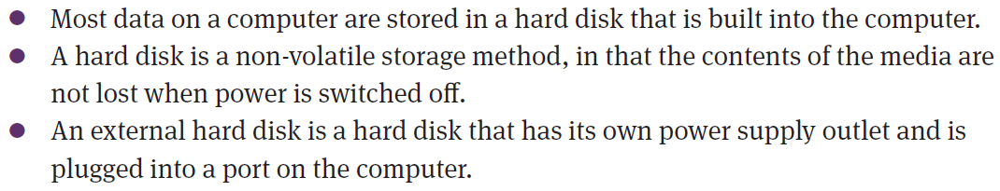 ● Most data on a computer are stored in a hard disk that is built into the computer.
● A hard disk is a non-volatile storage method, in that the contents of the media are
not lost when power is switched off.
● An external hard disk is a hard disk that has its own power supply outlet and is
plugged into a port on the computer.